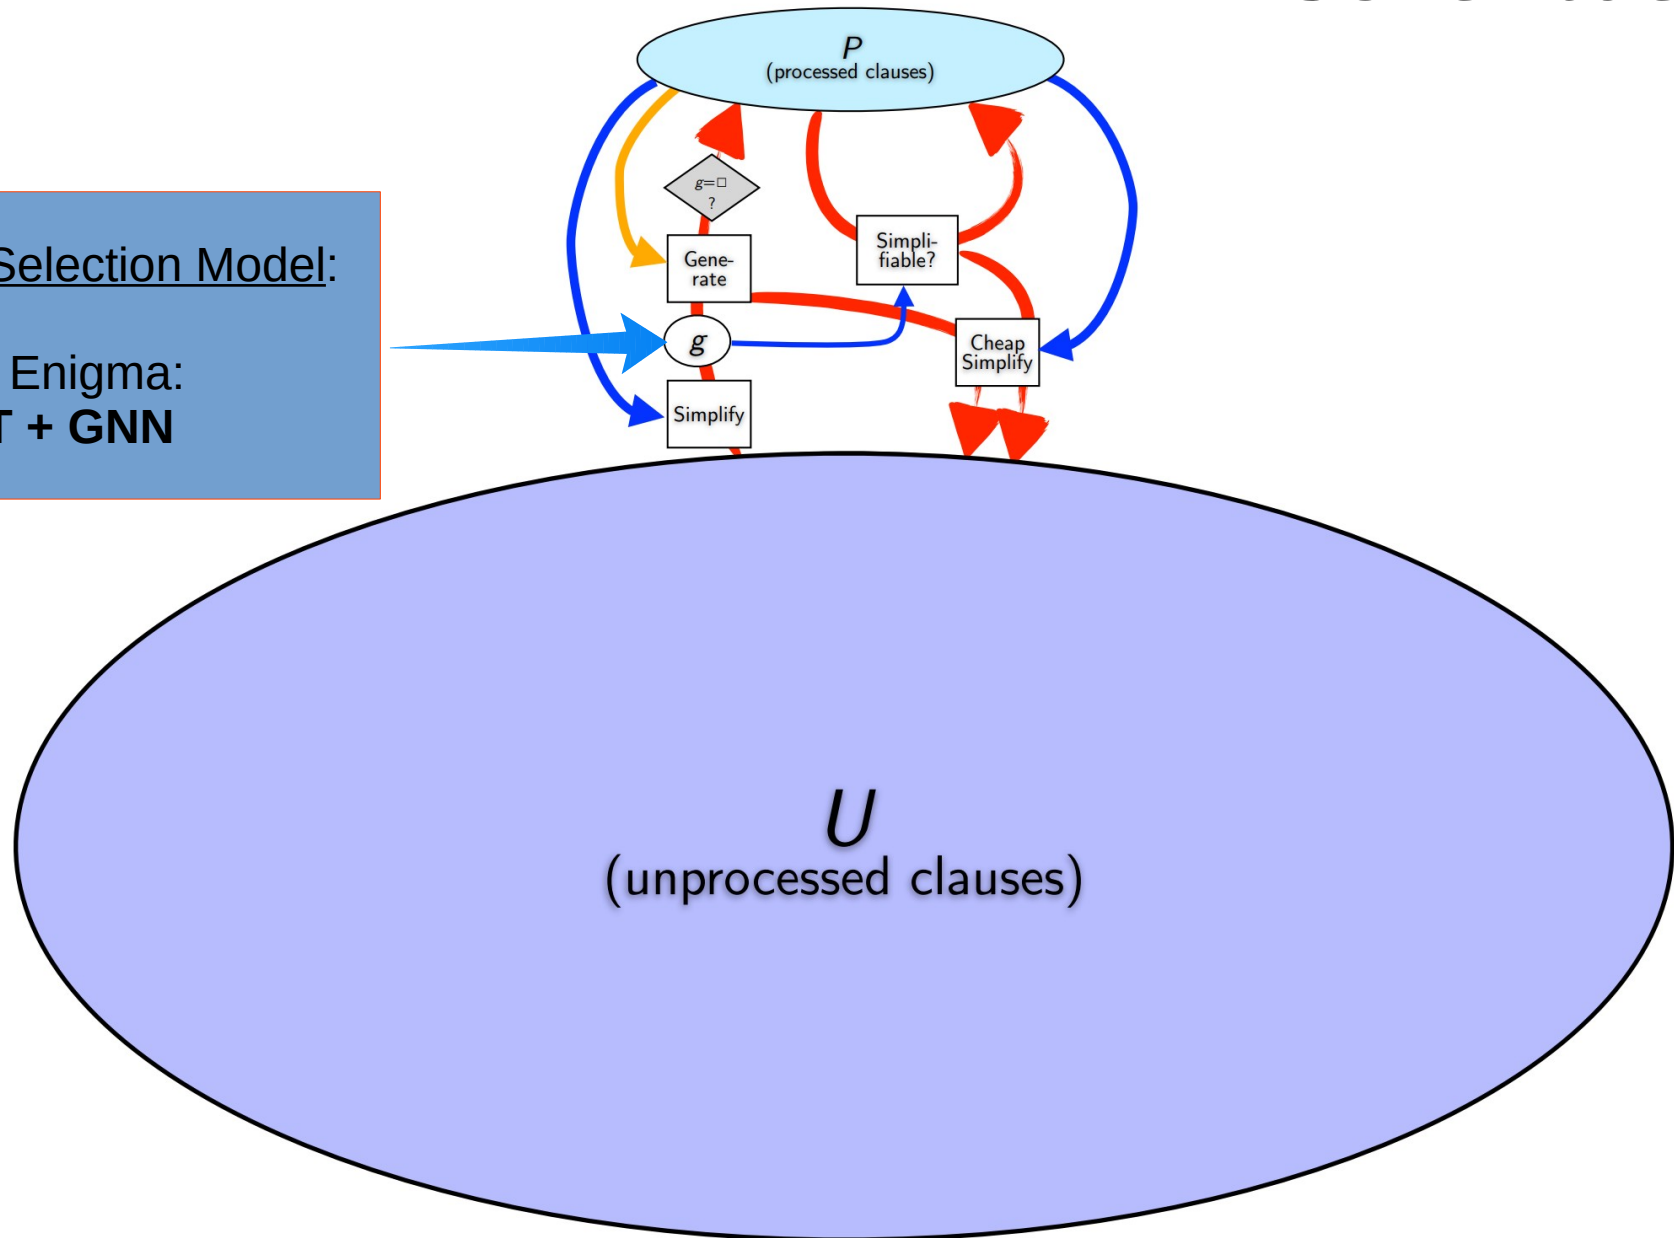 P
(processed clauses)
g=□
?
Selection Model:
Enigma:
+ GNN
Gene-
rate
Simpli-
fiable?
g
Cheap
Simplify
Simplify
U
(unprocessed clauses)